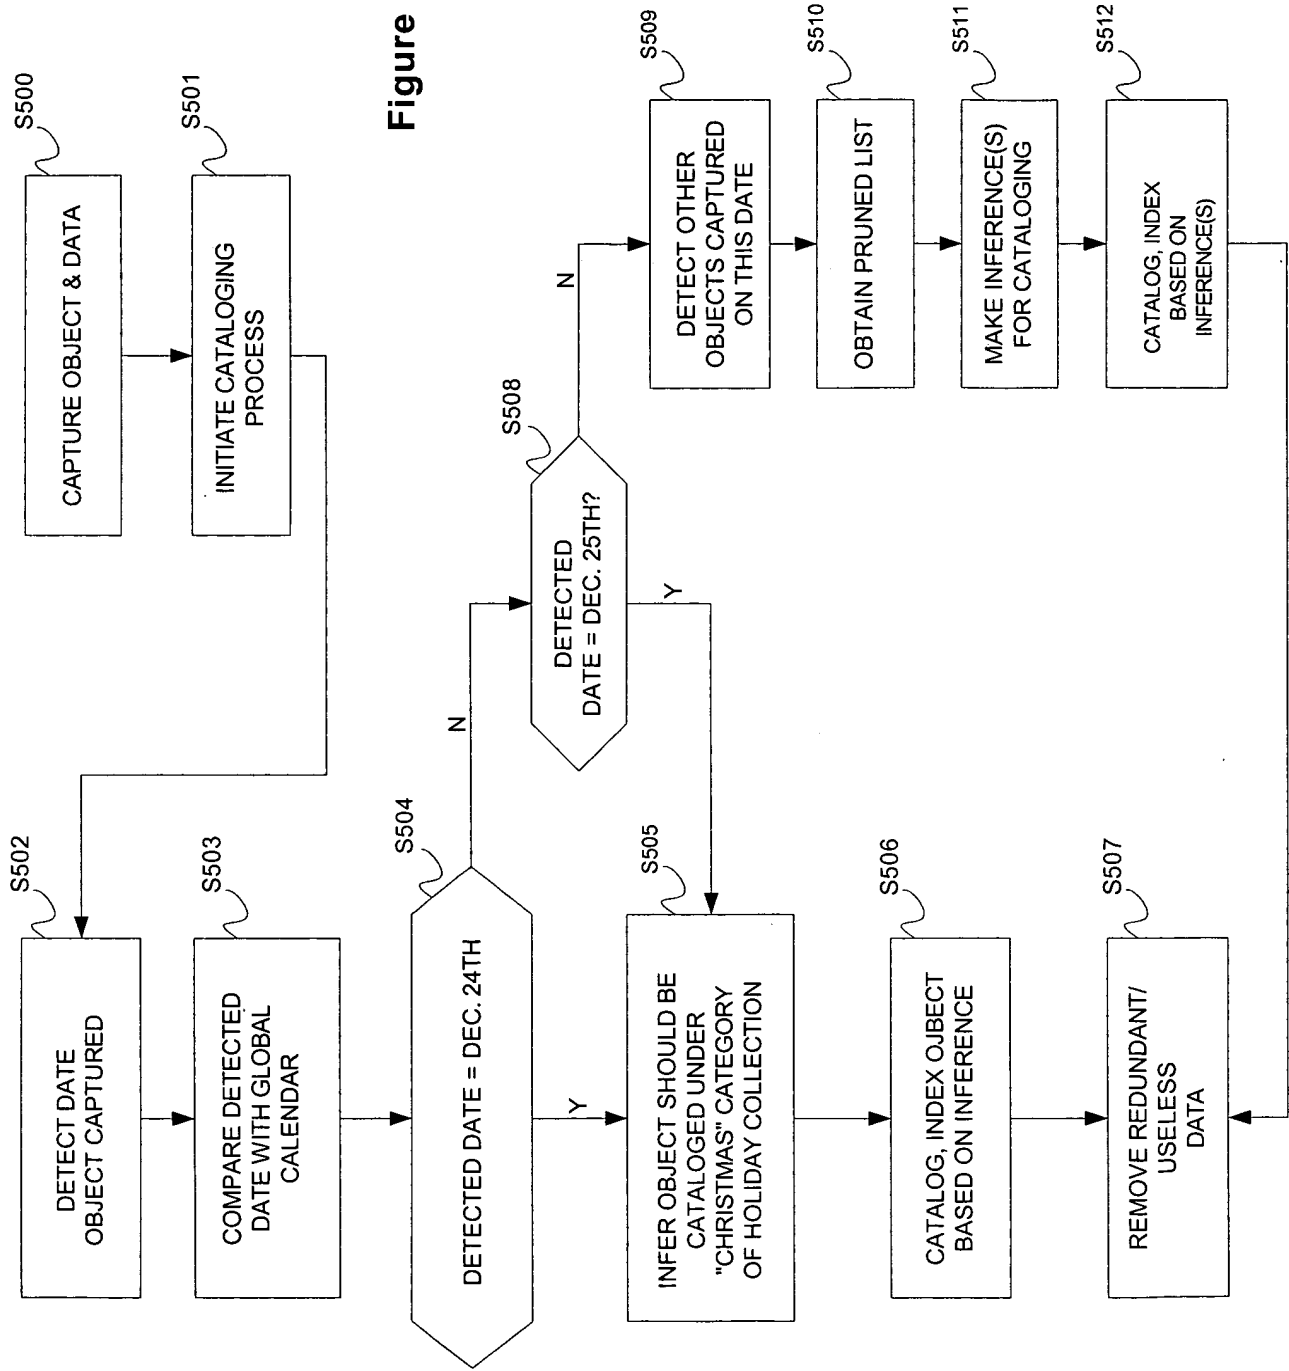 S500
CAPTURE OBJECT & DATA
S501
INITIATE CATALOGING
PROCESS
S502
DETECT DATE
OBJECT CAPTURED
S503
COMPARE DETECTED
DATE WITH GLOBAL
CALENDAR
S504
DETECTED DATE = DEC. 24TH
N
Y
S505
INFER OBJECT SHOULD BE
CATALOGED UNDER
"CHRISTMAS" CATEGORY
OF HOLIDAY COLLECTION
S506
CATALOG, INDEX OJBECT
BASED ON INFERENCE
S507
REMOVE REDUNDANT/
USELESS
DATA
S508
DETECTED
DATE = DEC. 25TH?
N
Y
S509
DETECT OTHER
OBJECTS CAPTURED
ON THIS DATE
S510
OBTAIN PRUNED LIST
S511
MAKE INFERENCE(S)
FOR CATALOGING
S512
CATALOG, INDEX
BASED ON
INFERENCE(S)
Figure